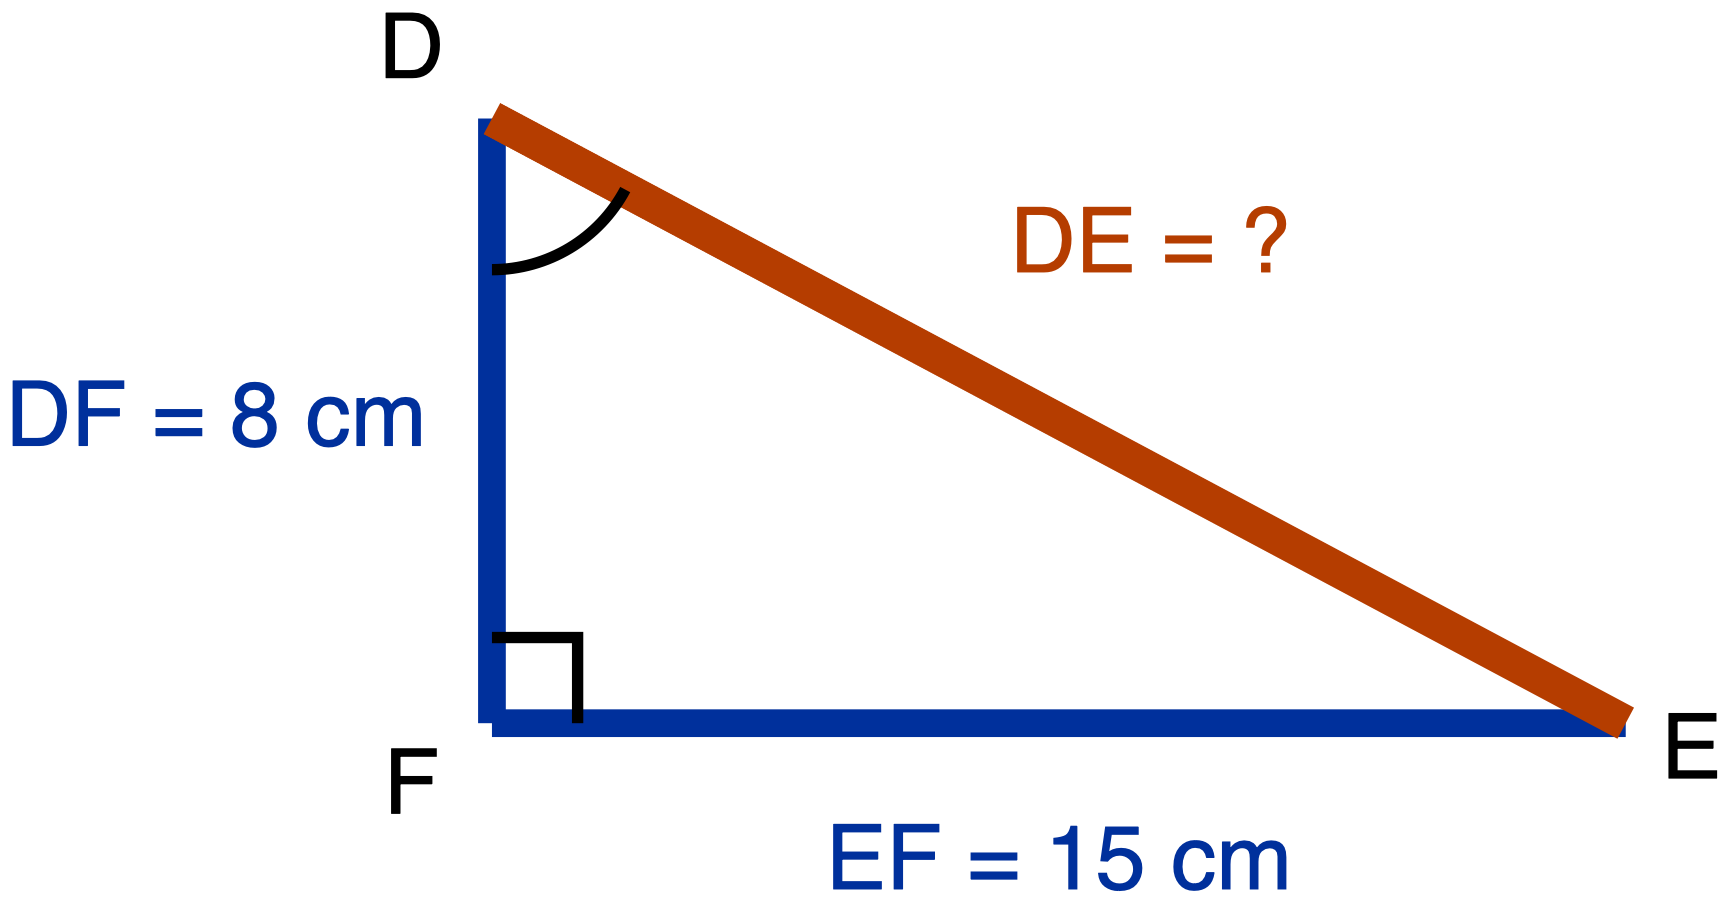 D
DE = ?
DF = 8 cm
F
E
EF = 15 cm